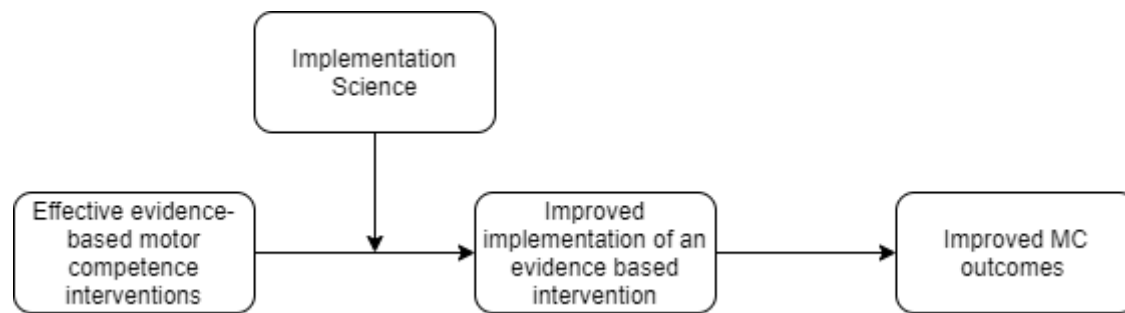 Implementation
Science
Effective evidence-
based motor
competence
interventions
Improved
implementation of an
evidence based
intervention
Improved MC
outcomes